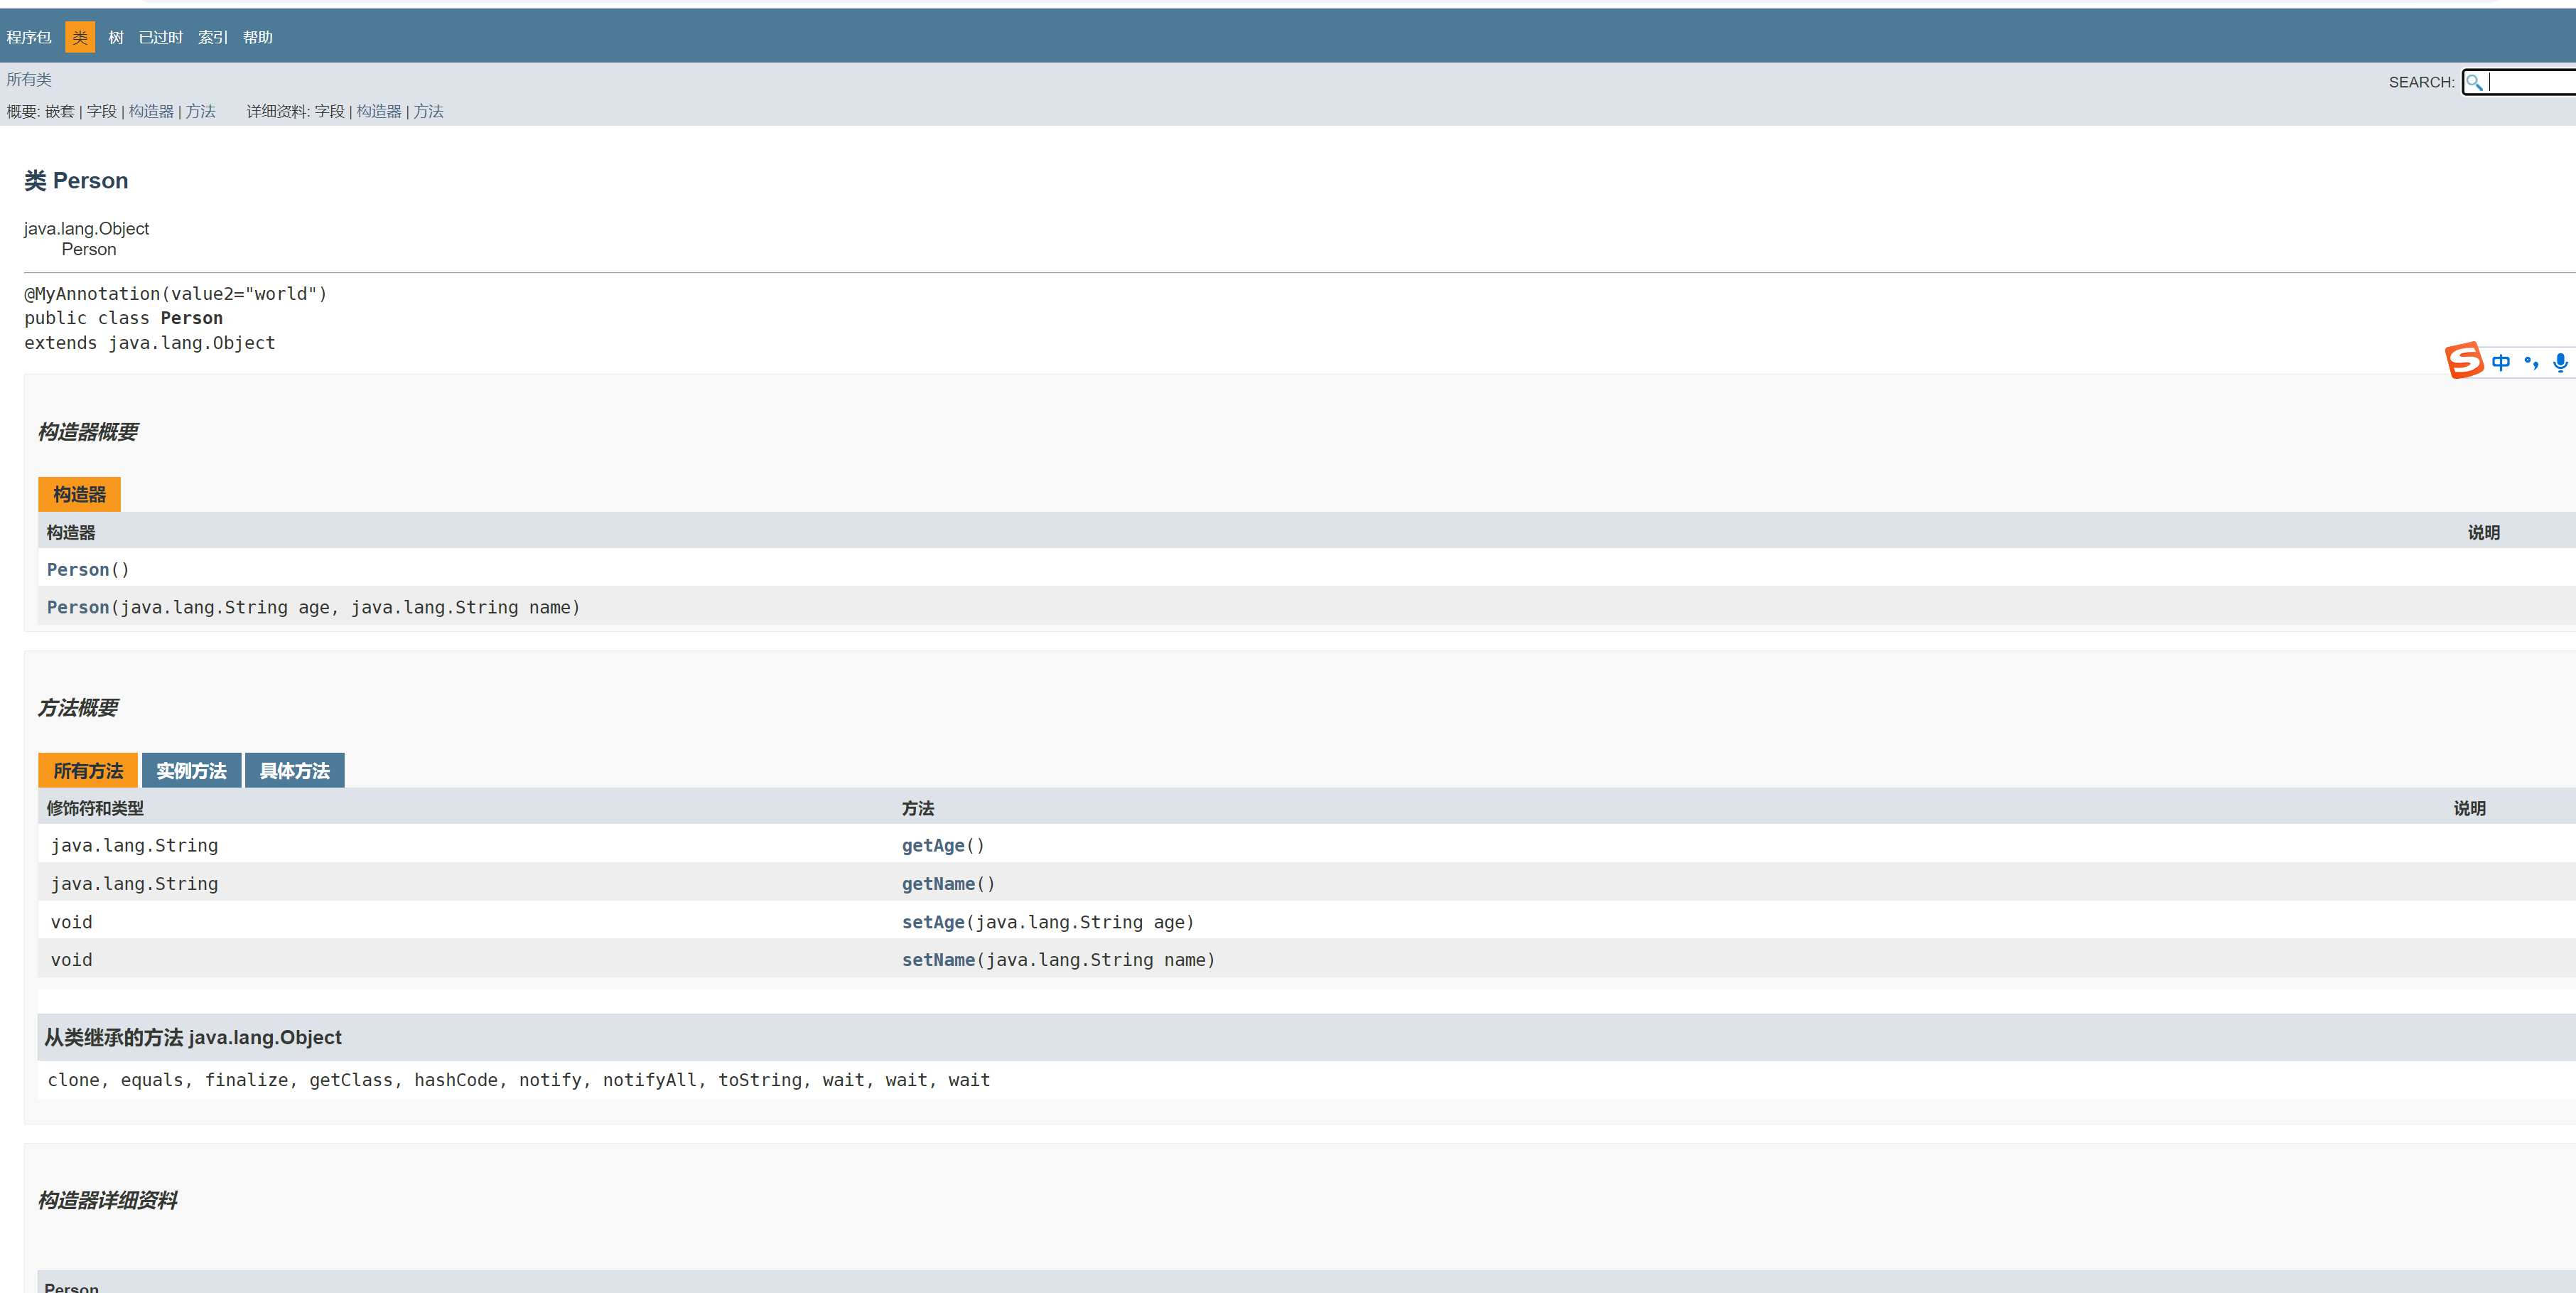 程序包 类 树 已过时 索引 帮助
所有类
SEARCH:
概要: 嵌套 | 字段 | 构造器 | 方法 详细资料: 字段 | 构造器 | 方法
类 Person
java.lang.Object
Person
@MyAnnotation(value2="world")
public class Person
extends java.lang.Object
中
构造器概要
构造器
构造器 说明
Person()
Person(java.lang.String age, java.lang.String name)
方法概要
所有方法 实例方法 具体方法
修饰符和类型 方法 说明
java.lang.String getAge()
java.lang.String getName()
void setAge(java.lang.String age)
void setName(java.lang.String name)
从类继承的方法 java.lang.Object
clone, equals, finalize, getClass, hashCode, notify, notifyAll, toString, wait, wait, wait
构造器详细资料
Person